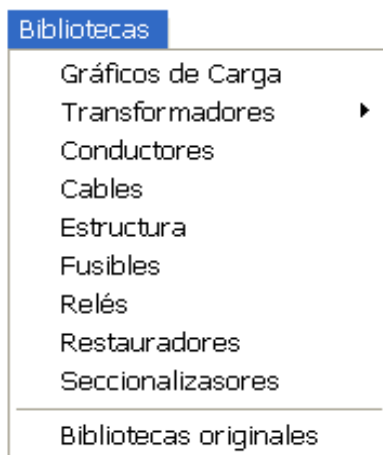 Bibliotecas
Gráficos de Carga
Transformadores
Conductores
Cables
Estructura
Fusibles
Relés
Restauradores
Seccionalizasores
Bibliotecas originales